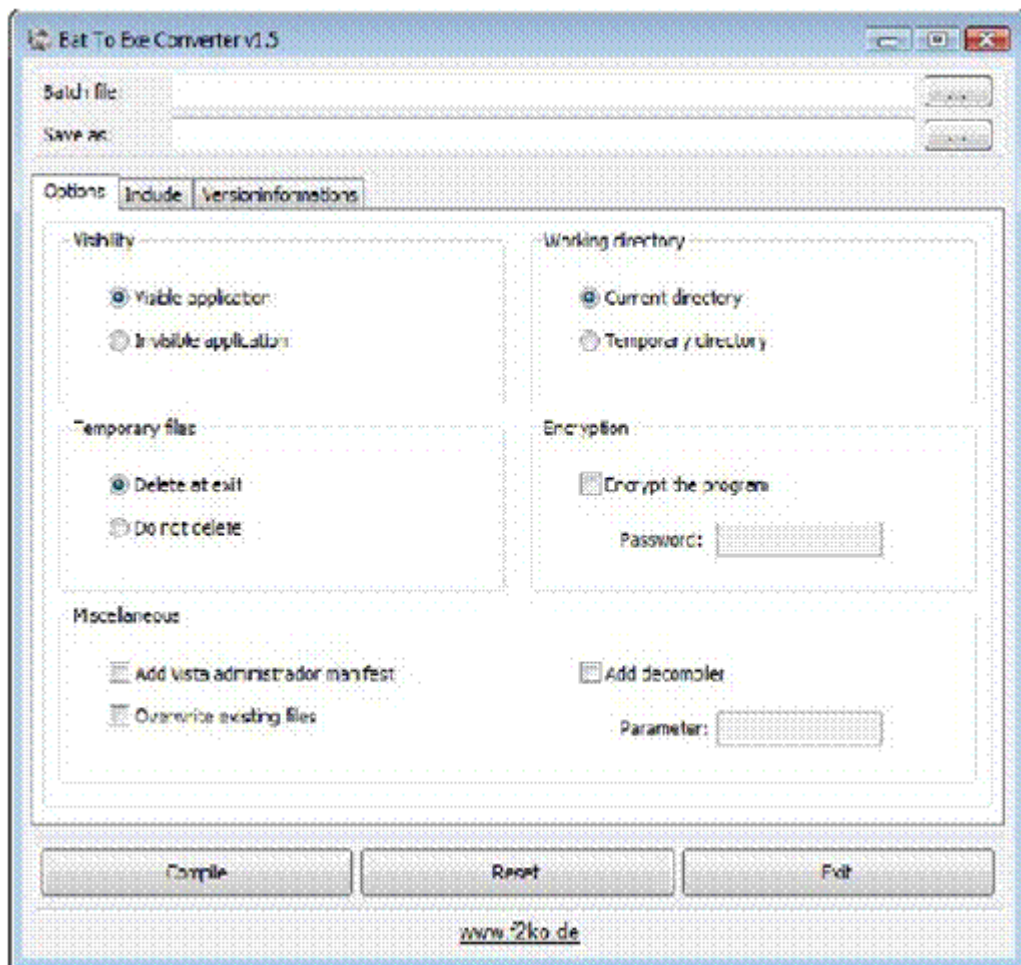 Bat To Exe Converter v1.5
Batch file
...
Save as:
...
Options Include Versioninformations
Visibility
Visible application
Invisible application
Working directory
Current directory
Temporary directory
Temporary files
Delete at exit
Do not delete
Encryption
Encrypt the program
Password:
Miscellaneous
Add vista administrador manifest
Overwrite existing files
Add decompiler
Parameter:
Compile Reset Exit
www.f2ko.de